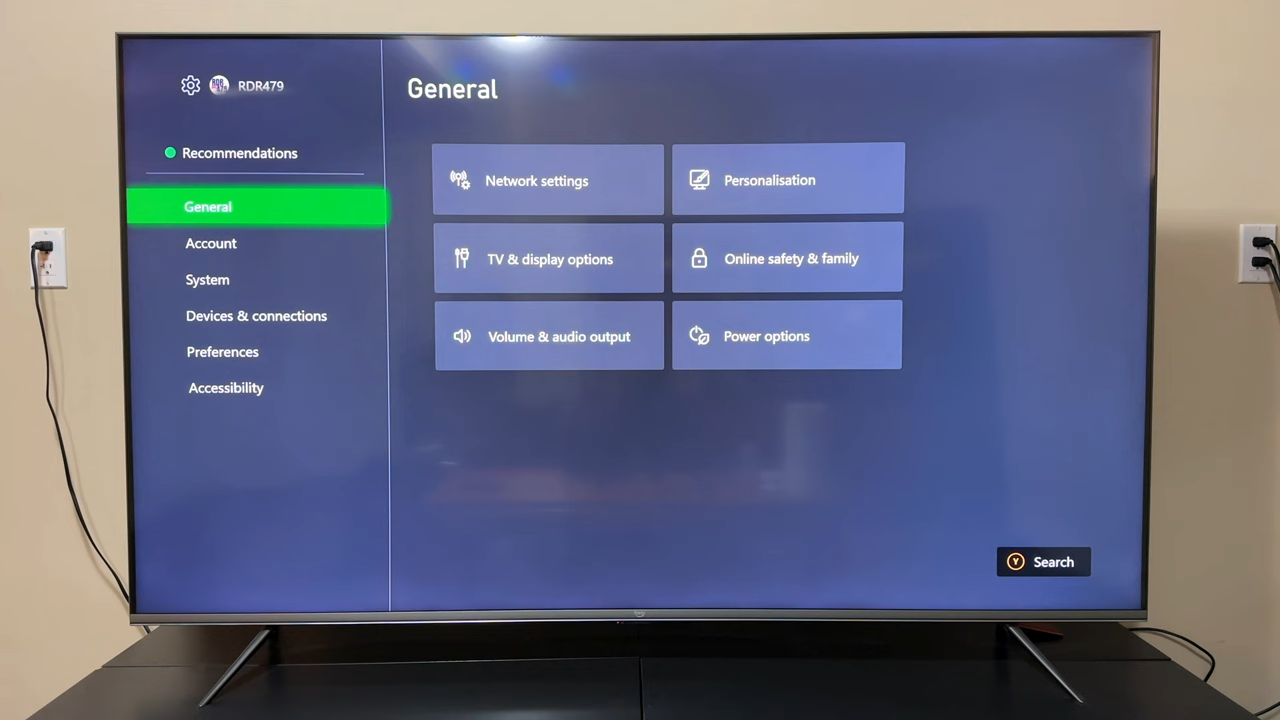 RDR479
Recommendations
General
Account
System
Devices & connections
Preferences
Accessibility
General
Network settings
Personalisation
TV & display options
Online safety & family
Volume & audio output
Power options
Y Search